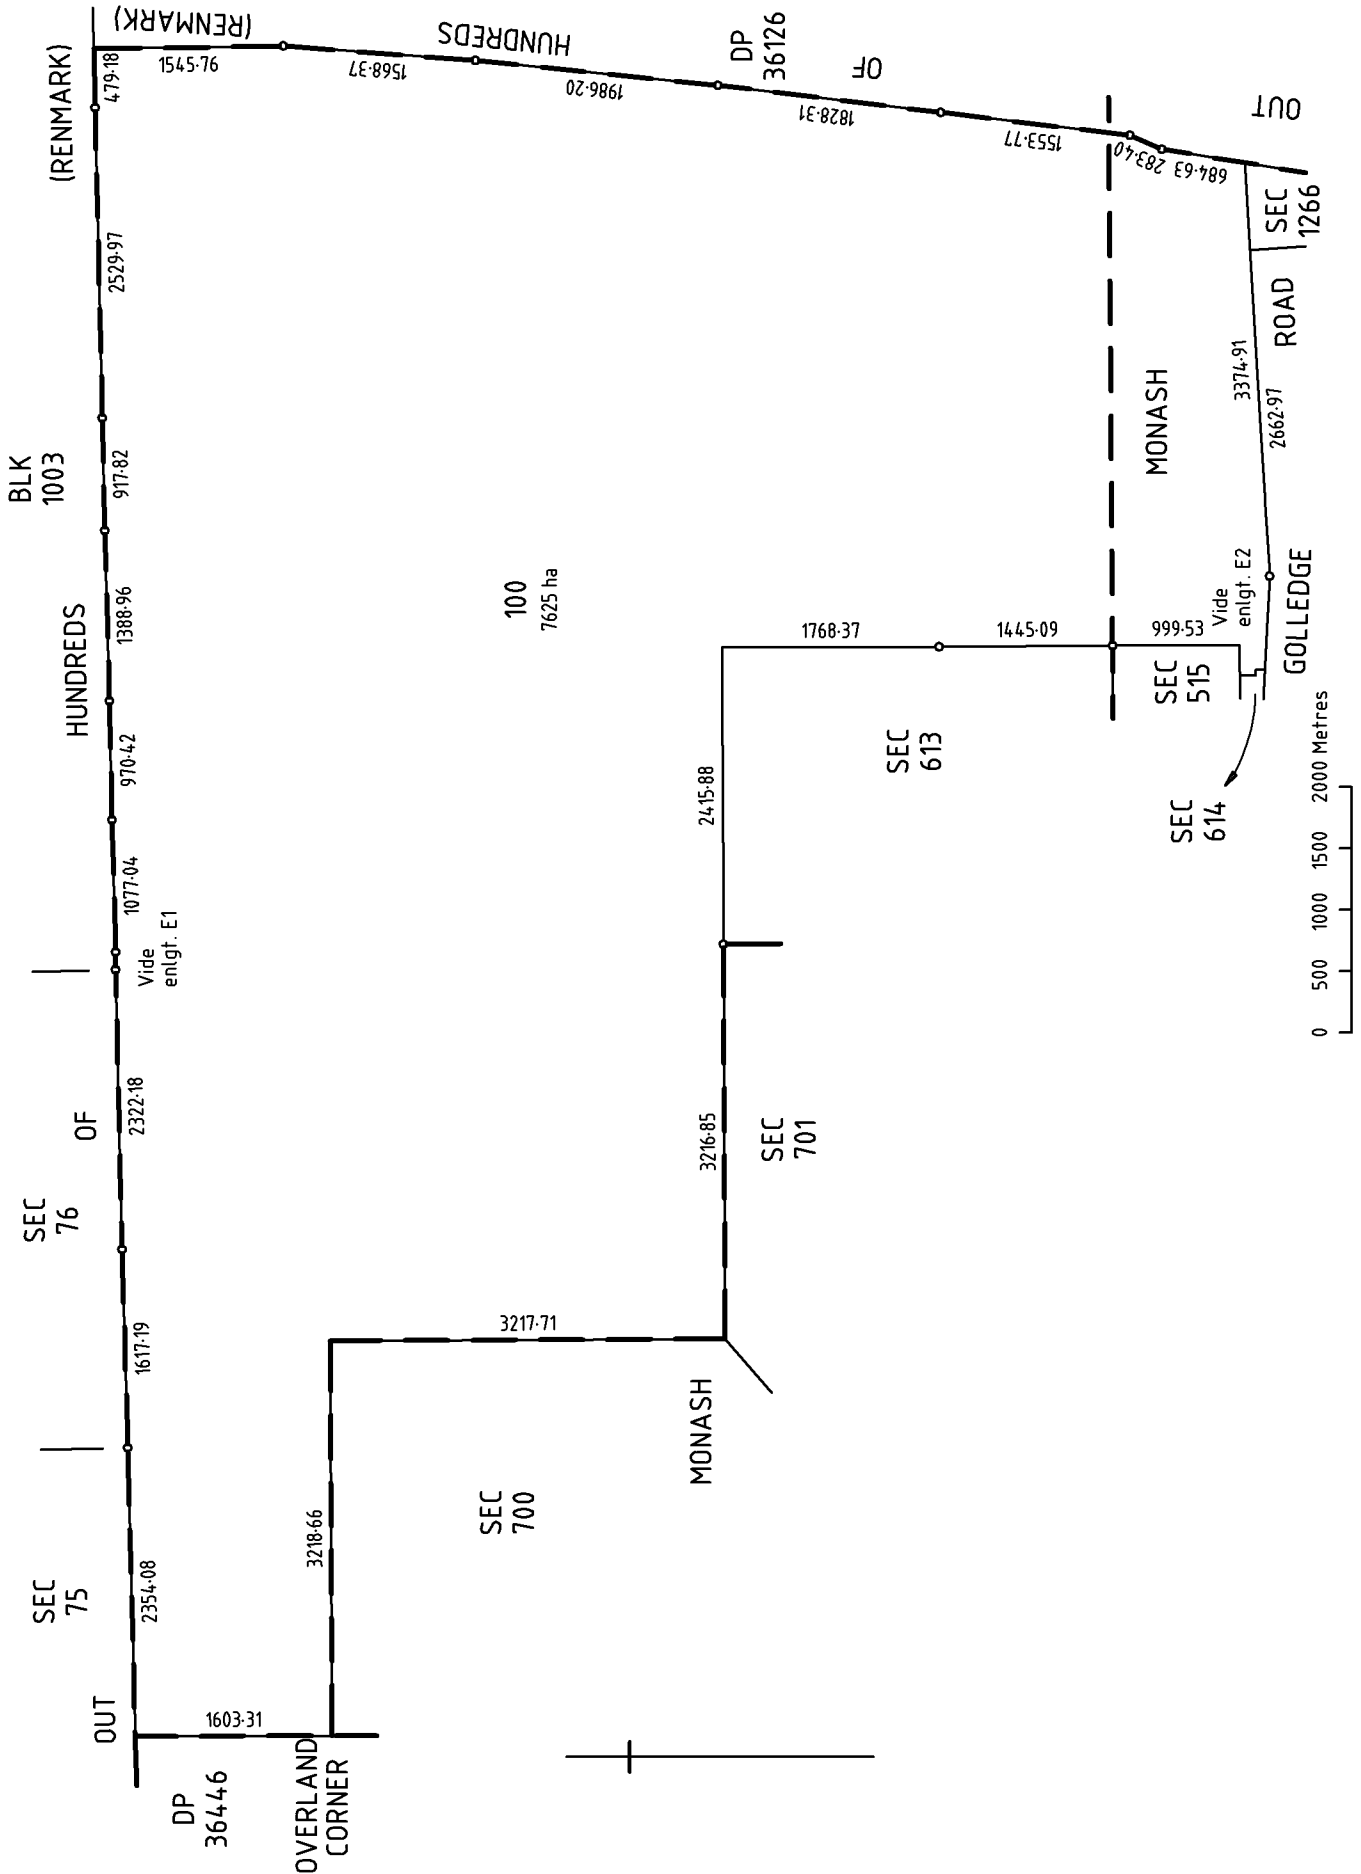 BLK
1003
(RENMARK)
479·18
2529·97
917·82
HUNDREDS
1388·96
970·42
1077·04
Vide
enlgt. E1
OF
2322·18
SEC
76
1617·19
SEC
75
2354·08
OUT
1603·31
DP
36446
OVERLAND
CORNER
3218·66
SEC
700
3217·71
MONASH
3216·85
SEC
701
2415·88
100
7625 ha
1768·37
1445·09
999·53
SEC
613
SEC
515
SEC
614
Vide
enlgt. E2
MONASH
3374·91
2662·97
GOLLEDGE
ROAD
SEC
1266
(RENMARK)
1545·76
1568·37
HUNDREDS
1986·20
DP
36126
1828·31
OF
1553·77
283·40
684·63
OUT
0 500 1000 1500 2000 Metres